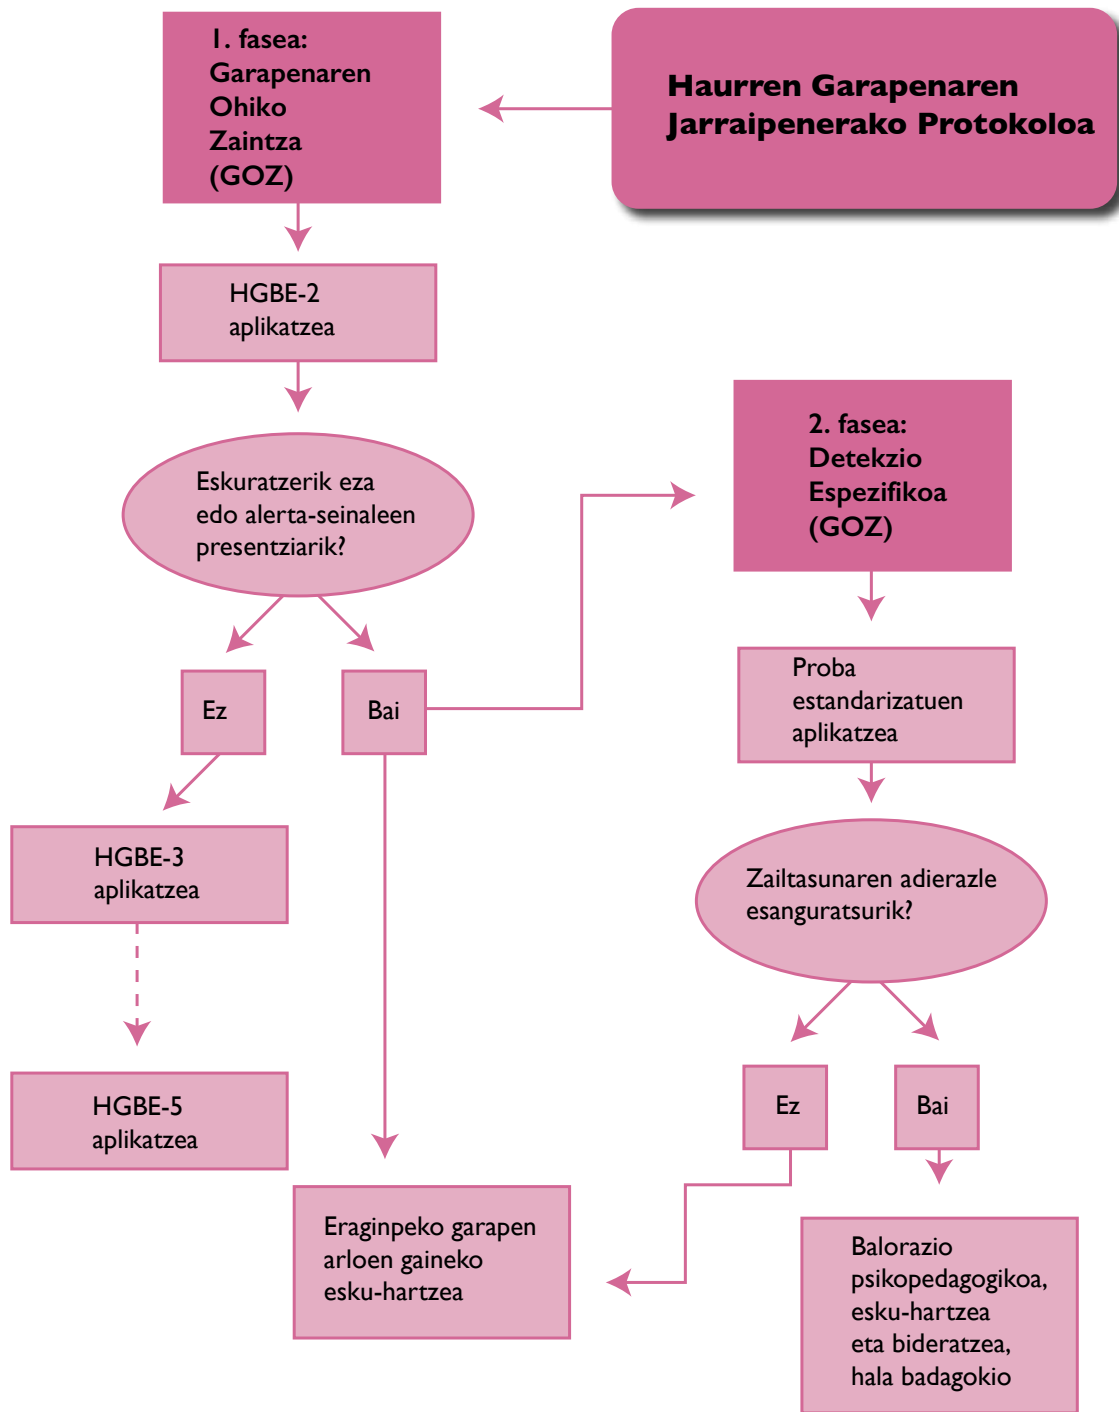 Haurren Garapenaren
Jarraipenerako Protokoloa
1. fasea:
Garapenaren
Ohiko
Zaintza
(GOZ)
HGBE-2
aplikatzea
Eskuratzerik eza
edo alerta-seinaleen
presentziarik?
Ez
Bai
HGBE-3
aplikatzea
HGBE-5
aplikatzea
Eraginpeko garapen
arloen gaineko
esku-hartzea
2. fasea:
Detekzio
Espezifikoa
(GOZ)
Proba
estandarizatuen
aplikatzea
Zailtasunaren adierazle
esanguratsurik?
Ez
Bai
Balorazio
psikopedagogikoa,
esku-hartzea
eta bideratzea,
hala badagokio